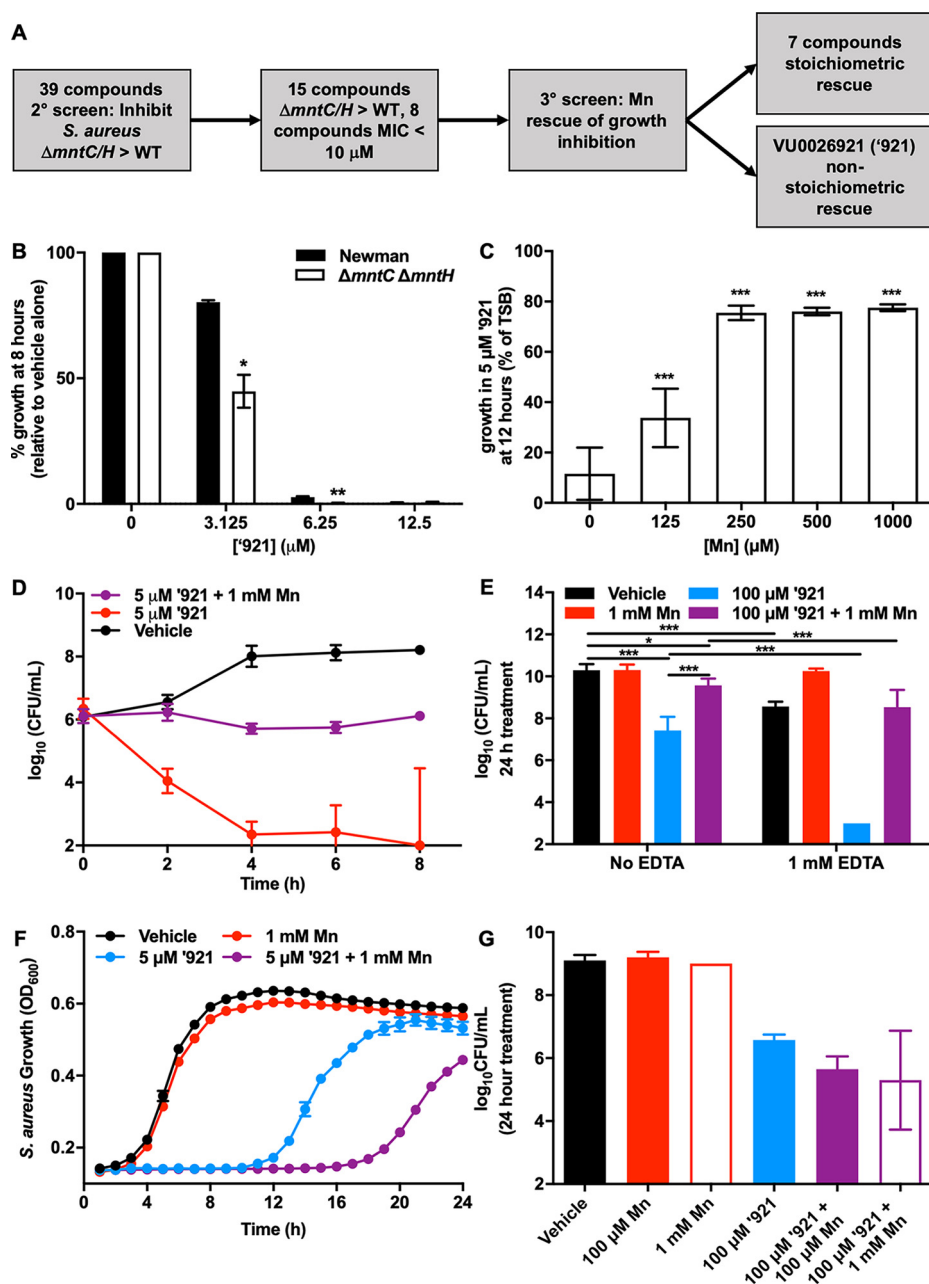 A
39 compounds
2° screen: Inhibit
S. aureus
ΔmntC/H > WT
15 compounds
ΔmntC/H > WT, 8
compounds MIC <
10 μM
3° screen: Mn
rescue of growth
inhibition
7 compounds
stoichiometric
rescue
VU0026921 ('921)
non-
stoichiometric
rescue
B
% growth at 8 hours
(relative to vehicle alone)
100
50
0
Newman
ΔmntC ΔmntH
*
**
0 3.125 6.25 12.5
['921] (μM)
C
growth in 5 μM '921
at 12 hours (% of TSB)
100
80
60
40
20
0
*** *** *** ***
0 125 250 500 1000
[Mn] (μM)
D
5 μM '921 + 1 mM Mn
5 μM '921
Vehicle
log10 (CFU/mL)
10
8
6
4
2
0 2 4 6 8
Time (h)
E
Vehicle 100 μM '921
1 mM Mn 100 μM '921 + 1 mM Mn
log10 (CFU/mL)
24 h treatment
14
12
10
8
6
4
2
***
* ***
*** ***
***
No EDTA 1 mM EDTA
F
Vehicle 1 mM Mn
5 μM '921 5 μM '921 + 1 mM Mn
S. aureus Growth (OD600)
0.8
0.6
0.4
0.2
0 4 8 12 16 20 24
Time (h)
G
log10CFU/mL
(24 hour treatment)
10
8
6
4
2
Vehicle
100 μM Mn
1 mM Mn
100 μM '921
100 μM '921 +
100 μM Mn
100 μM '921 +
1 mM Mn